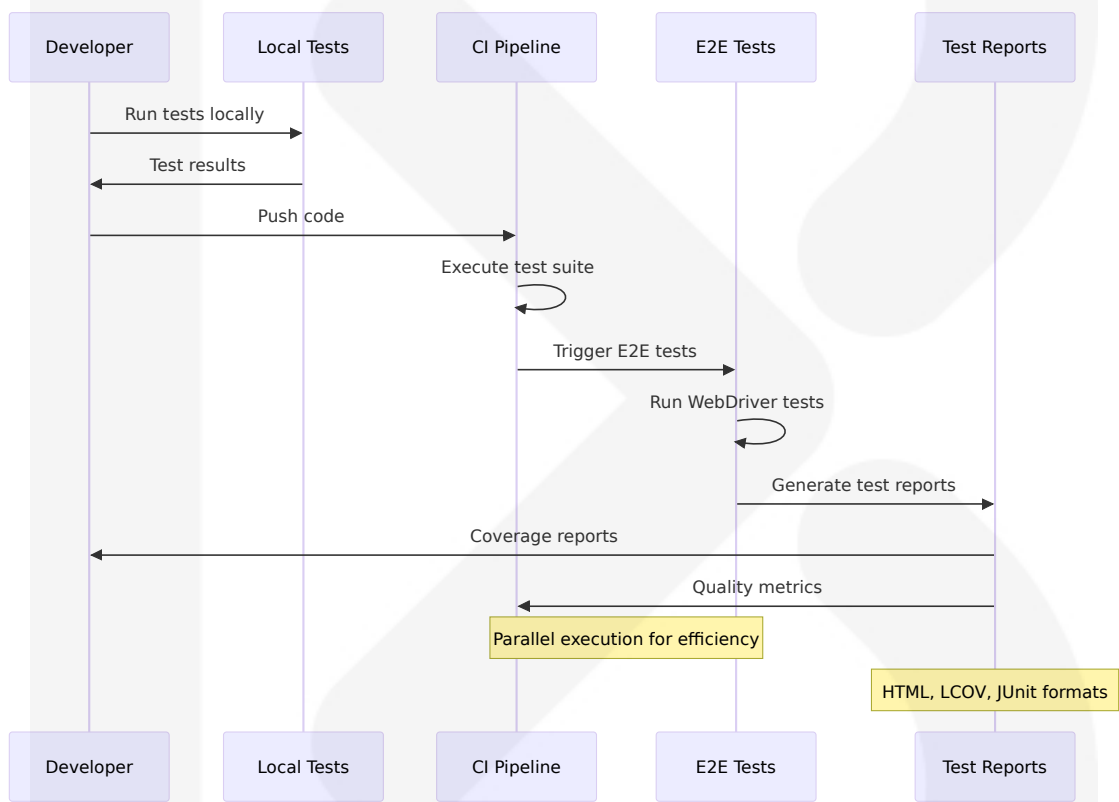 Developer
Local Tests
CI Pipeline
E2E Tests
Test Reports
Run tests locally
Test results
Push code
Execute test suite
Trigger E2E tests
Run WebDriver tests
Generate test reports
Coverage reports
Quality metrics
Parallel execution for efficiency
HTML, LCOV, JUnit formats
Developer
Local Tests
CI Pipeline
E2E Tests
Test Reports